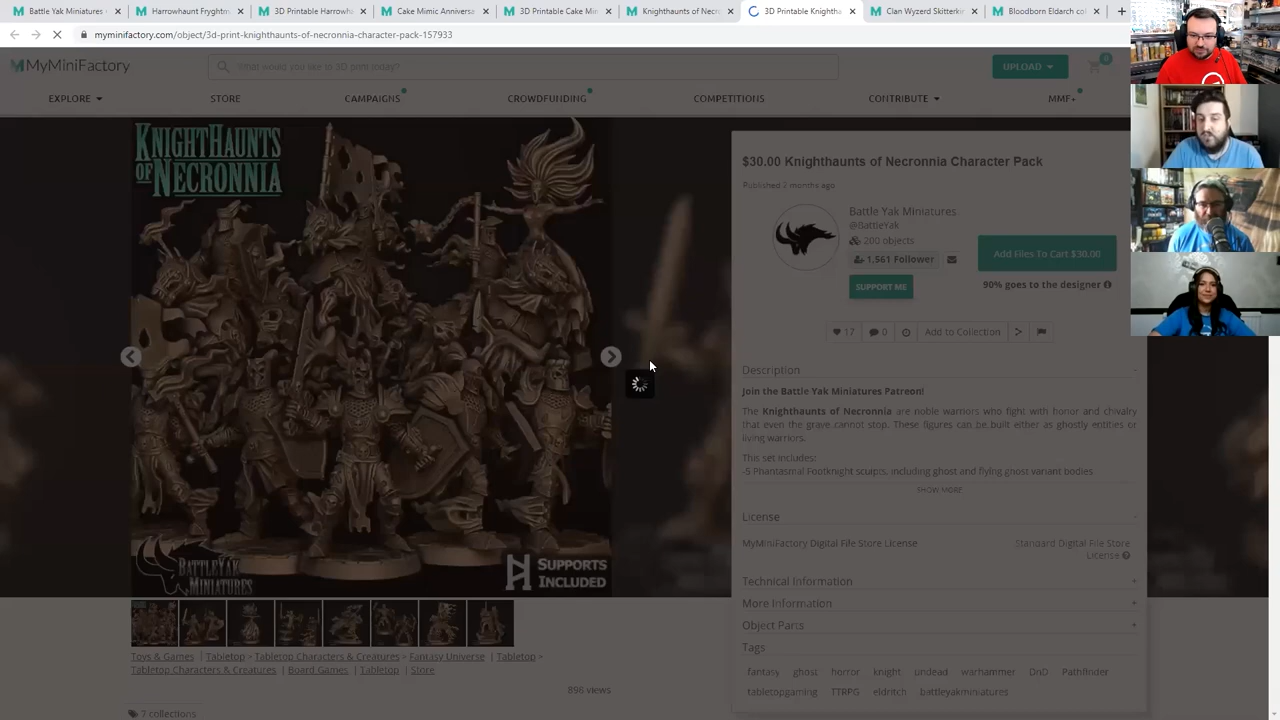 Battle Yak Miniatures
Harrowhaunt Fryghtm
3D Printable Harrowh
Cake Mimic Anniverse
3D Printable Cake Min
Knighthaunts of Necr
3D Printable Knightha
Clan Wyzerd Skitterkin
Bloodborn Eldarch co
myminifactory.com/object/3d-print-knighthaunts-of-necronnia-character-pack-157931
MyMiniFactory
What would you like to 3D print today?
UPLOAD
0
EXPLORE
STORE
CAMPAIGNS
CROWDFUNDING
COMPETITIONS
CONTRIBUTE
MMF+
KNIGHTHAUNTS
OF NECRONNIA
BATTLEYAK
MINIATURES
SUPPORTS
INCLUDED
$30.00 Knighthaunts of Necronnia Character Pack
Published 2 months ago
Battle Yak Miniatures
@BattleYak
200 objects
1,561 Follower
SUPPORT ME
Add Files To Cart $30.00
90% goes to the designer
17
0
Add to Collection
Description
-
Join the Battle Yak Miniatures Patreon!
The Knighthaunts of Necronnia are noble warriors who fight with honor and chivalry
that even the grave cannot stop. These figures can be built either as ghostly entities or
living warriors.
This set includes:
-5 Phantasmal Footknight sculpts, including ghost and flying ghost variant bodies
SHOW MORE
License
-
MyMiniFactory Digital File Store License
Standard Digital File Store
License
Technical Information
+
More Information
+
Object Parts
+
Tags
-
fantasy ghost horror knight undead warhammer DnD Pathfinder
tabletopgaming TTRPG eldritch battleyakminiatures
Toys & Games | Tabletop > Tabletop Characters & Creatures > Fantasy Universe | Tabletop >
Tabletop Characters & Creatures | Board Games | Tabletop | Store
896 views
7 collections